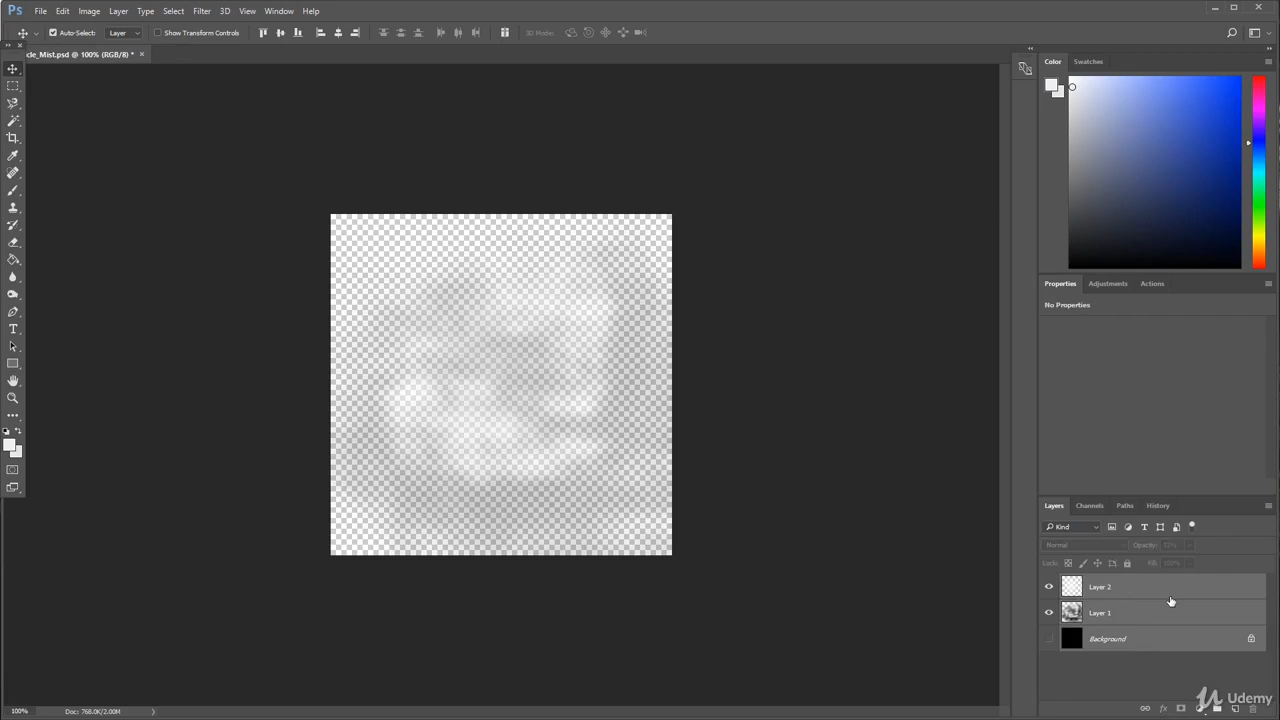 Ps File Edit Image Layer Type Select Filter 3D View Window Help
Auto-Select: Layer Show Transform Controls 3D Mode:
cle_Mist.psd @ 100% (RGB/8) *
Color Swatches
Properties Adjustments Actions
No Properties
Layers Channels Paths History
Kind
Normal Opacity:
Lock: Fill: 100%
Layer 2
Layer 1
Background
100% Doc: 768.0K/2.00M
Udemy